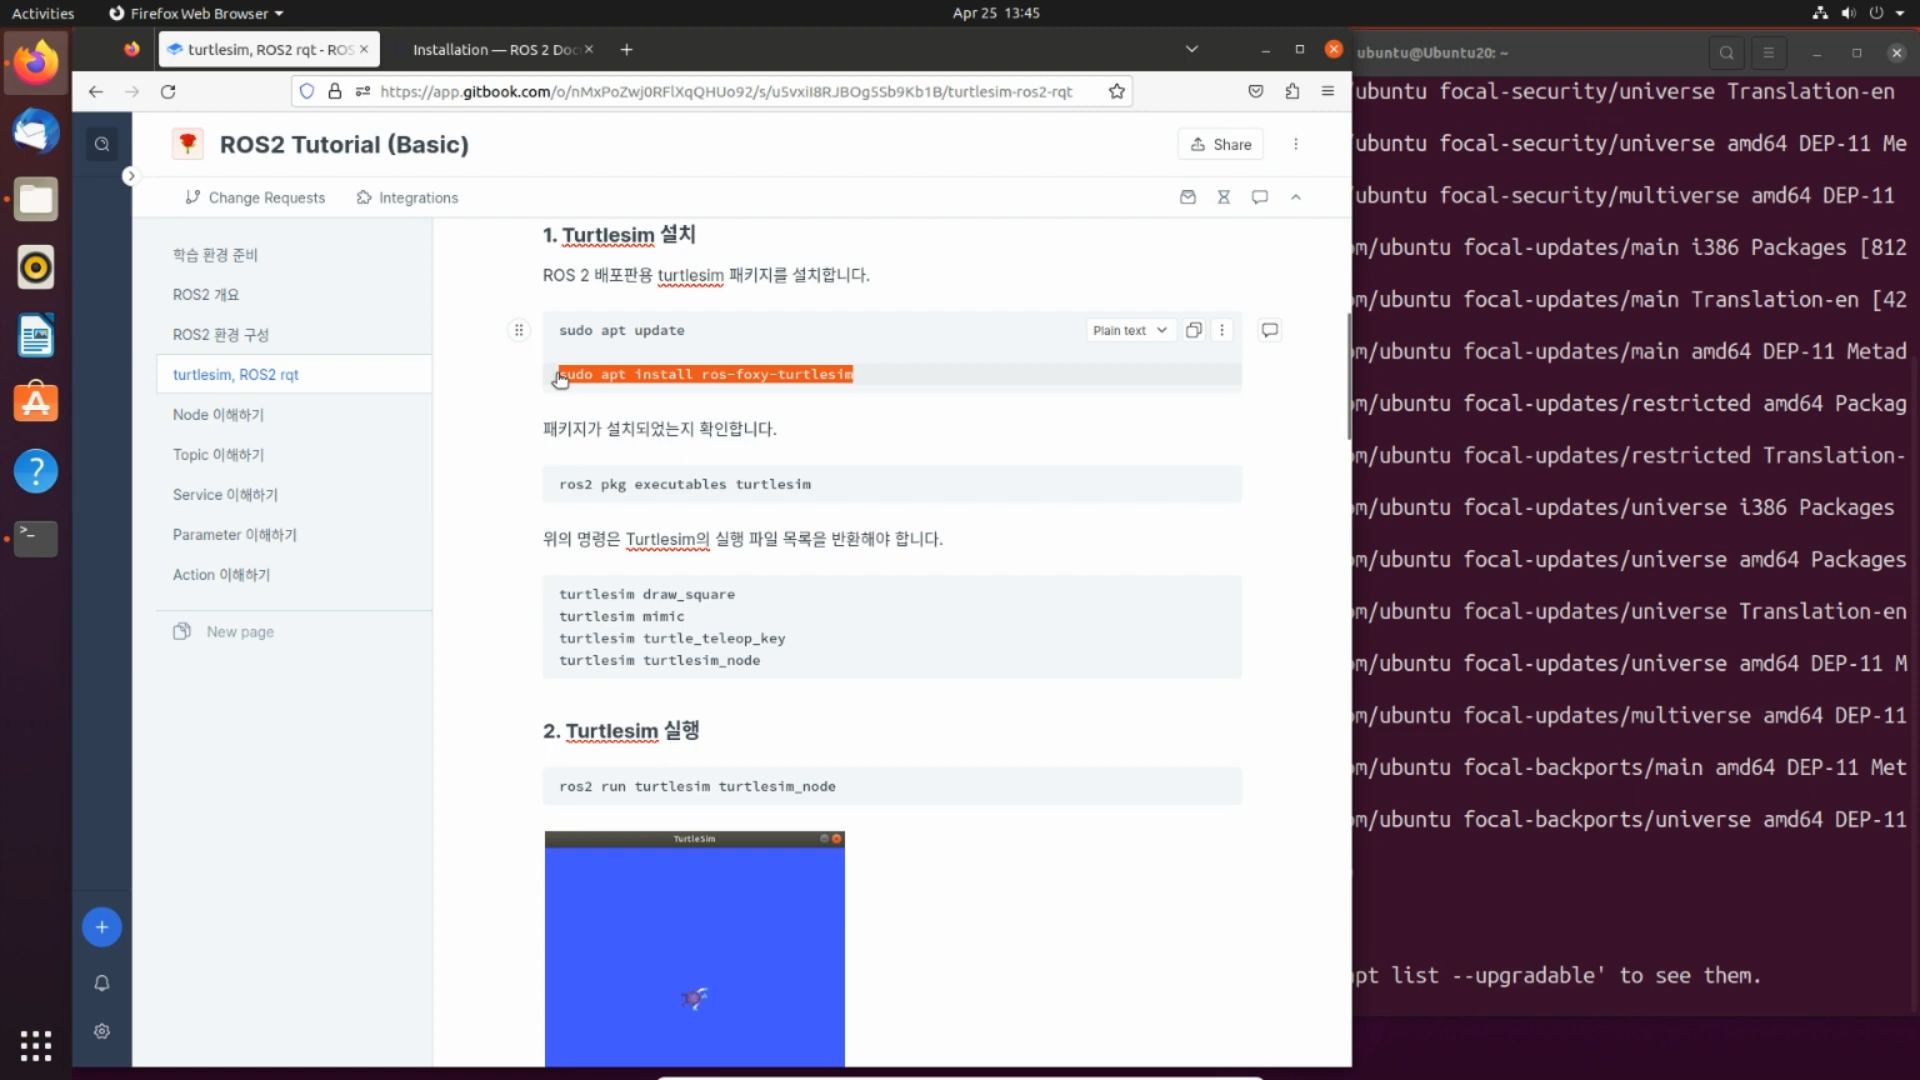 Activities
Firefox Web Browser
Apr 25 13:45
turtlesim, ROS2 rqt - ROS
Installation — ROS 2 Doc
https://app.gitbook.com/o/nMxPoZwj0RFlXqQHUo92/s/u5vxiI8RJBOg5Sb9Kb1B/turtlesim-ros2-rqt
ROS2 Tutorial (Basic)
Share
Change Requests
Integrations
학습 환경 준비
ROS2 개요
ROS2 환경 구성
turtlesim, ROS2 rqt
Node 이해하기
Topic 이해하기
Service 이해하기
Parameter 이해하기
Action 이해하기
New page
1. Turtlesim 설치
ROS 2 배포판용 turtlesim 패키지를 설치합니다.
sudo apt update
Plain text
sudo apt install ros-foxy-turtlesim
패키지가 설치되었는지 확인합니다.
ros2 pkg executables turtlesim
위의 명령은 Turtlesim의 실행 파일 목록을 반환해야 합니다.
turtlesim draw_square
turtlesim mimic
turtlesim turtle_teleop_key
turtlesim turtlesim_node
2. Turtlesim 실행
ros2 run turtlesim turtlesim_node
TurtleSim
ubuntu@Ubuntu20: ~
ubuntu focal-security/universe Translation-en
ubuntu focal-security/universe amd64 DEP-11 Me
ubuntu focal-security/multiverse amd64 DEP-11
om/ubuntu focal-updates/main i386 Packages [812
m/ubuntu focal-updates/main Translation-en [42
m/ubuntu focal-updates/main amd64 DEP-11 Metad
m/ubuntu focal-updates/restricted amd64 Packag
m/ubuntu focal-updates/restricted Translation-
m/ubuntu focal-updates/universe i386 Packages
m/ubuntu focal-updates/universe amd64 Packages
m/ubuntu focal-updates/universe Translation-en
m/ubuntu focal-updates/universe amd64 DEP-11 M
m/ubuntu focal-updates/multiverse amd64 DEP-11
m/ubuntu focal-backports/main amd64 DEP-11 Met
m/ubuntu focal-backports/universe amd64 DEP-11
pt list --upgradable' to see them.